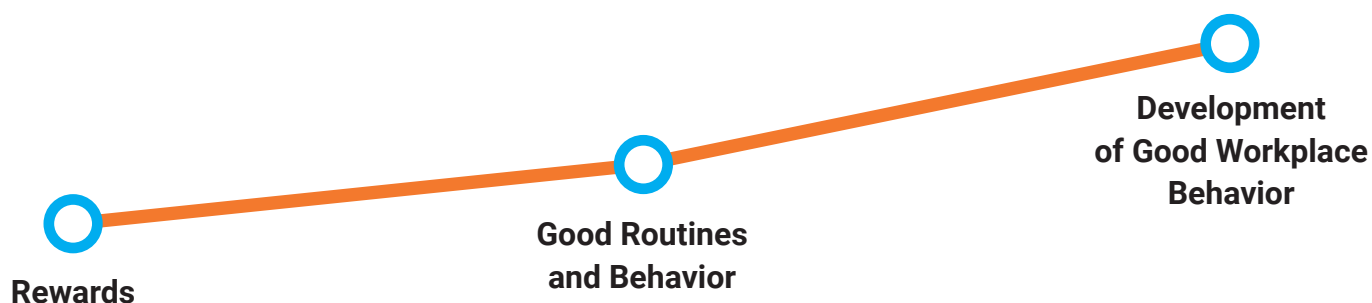 Development
of Good Workplace
Behavior
Good Routines
and Behavior
Rewards